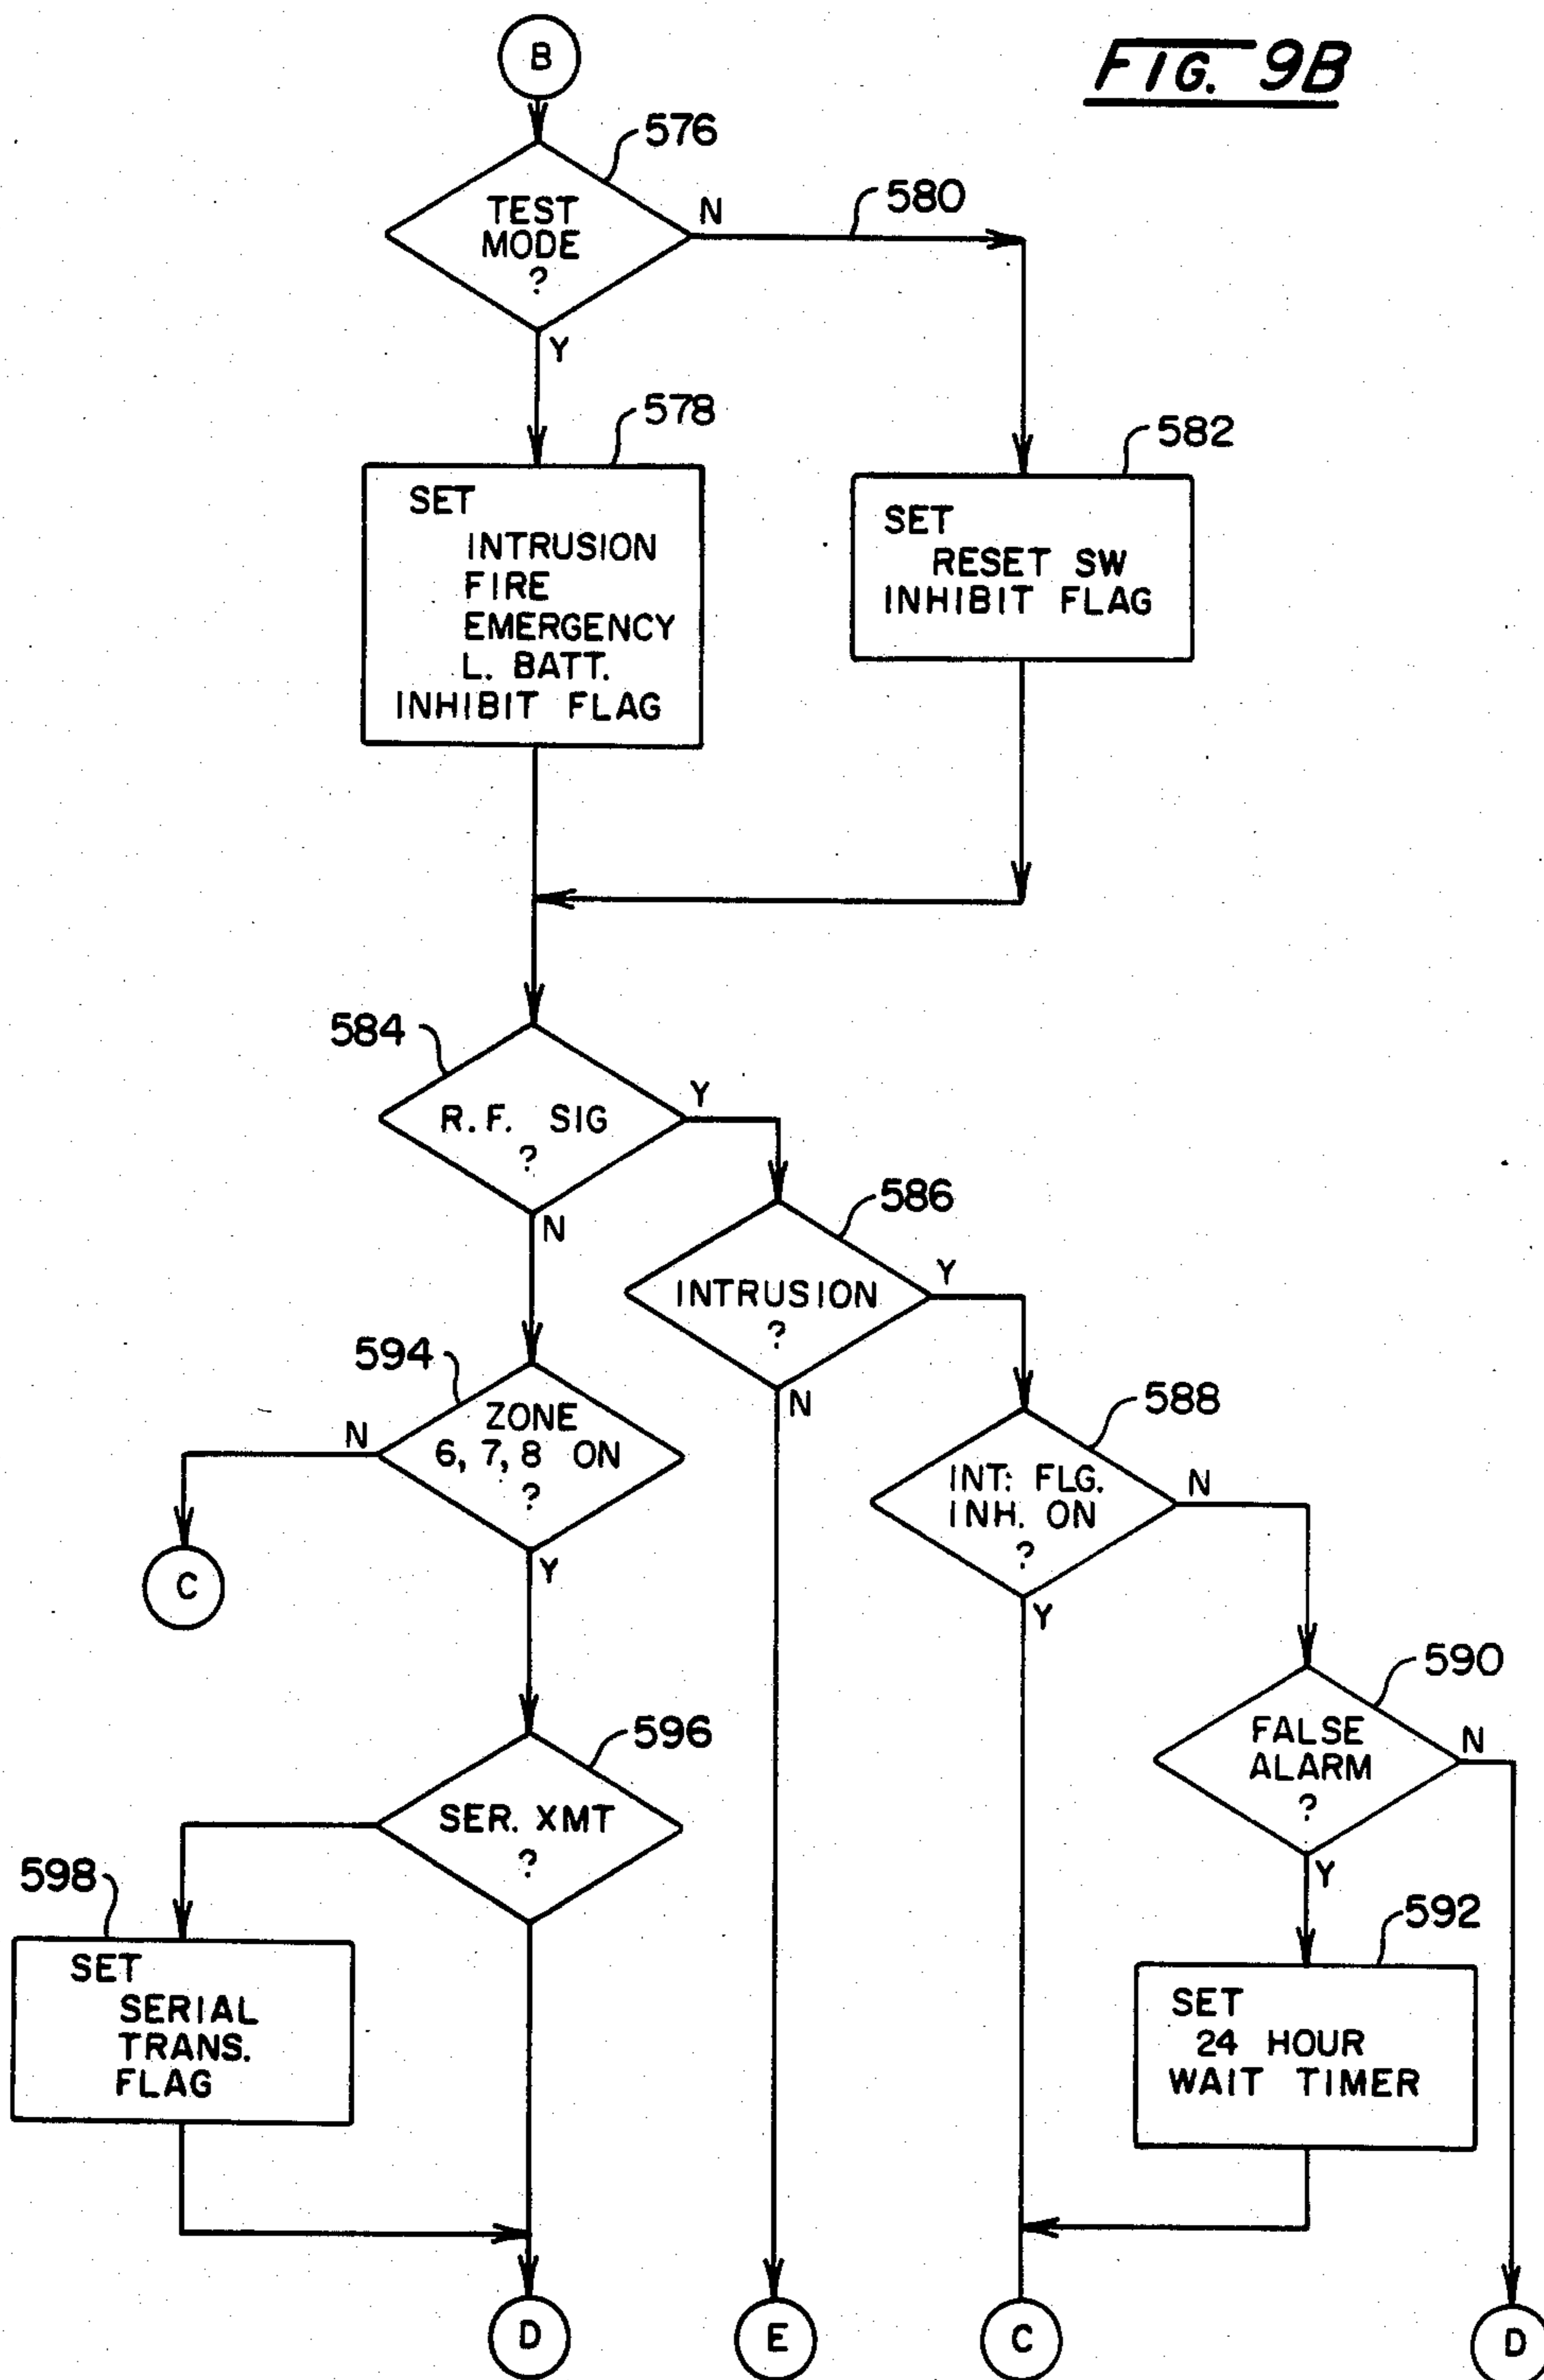 FIG. 9B
B
576
TEST
MODE
?
N
580
Y
578
SET
INTRUSION
FIRE
EMERGENCY
L. BATT.
INHIBIT FLAG
582
SET
RESET SW
INHIBIT FLAG
584
R.F. SIG
?
Y
N
586
INTRUSION
?
Y
N
594
ZONE
6, 7, 8 ON
?
N
Y
C
588
INT: FLG.
INH. ON
?
N
Y
590
FALSE
ALARM
?
N
Y
596
SER. XMT
?
598
SET
SERIAL
TRANS.
FLAG
592
SET
24 HOUR
WAIT TIMER
D
E
C
D